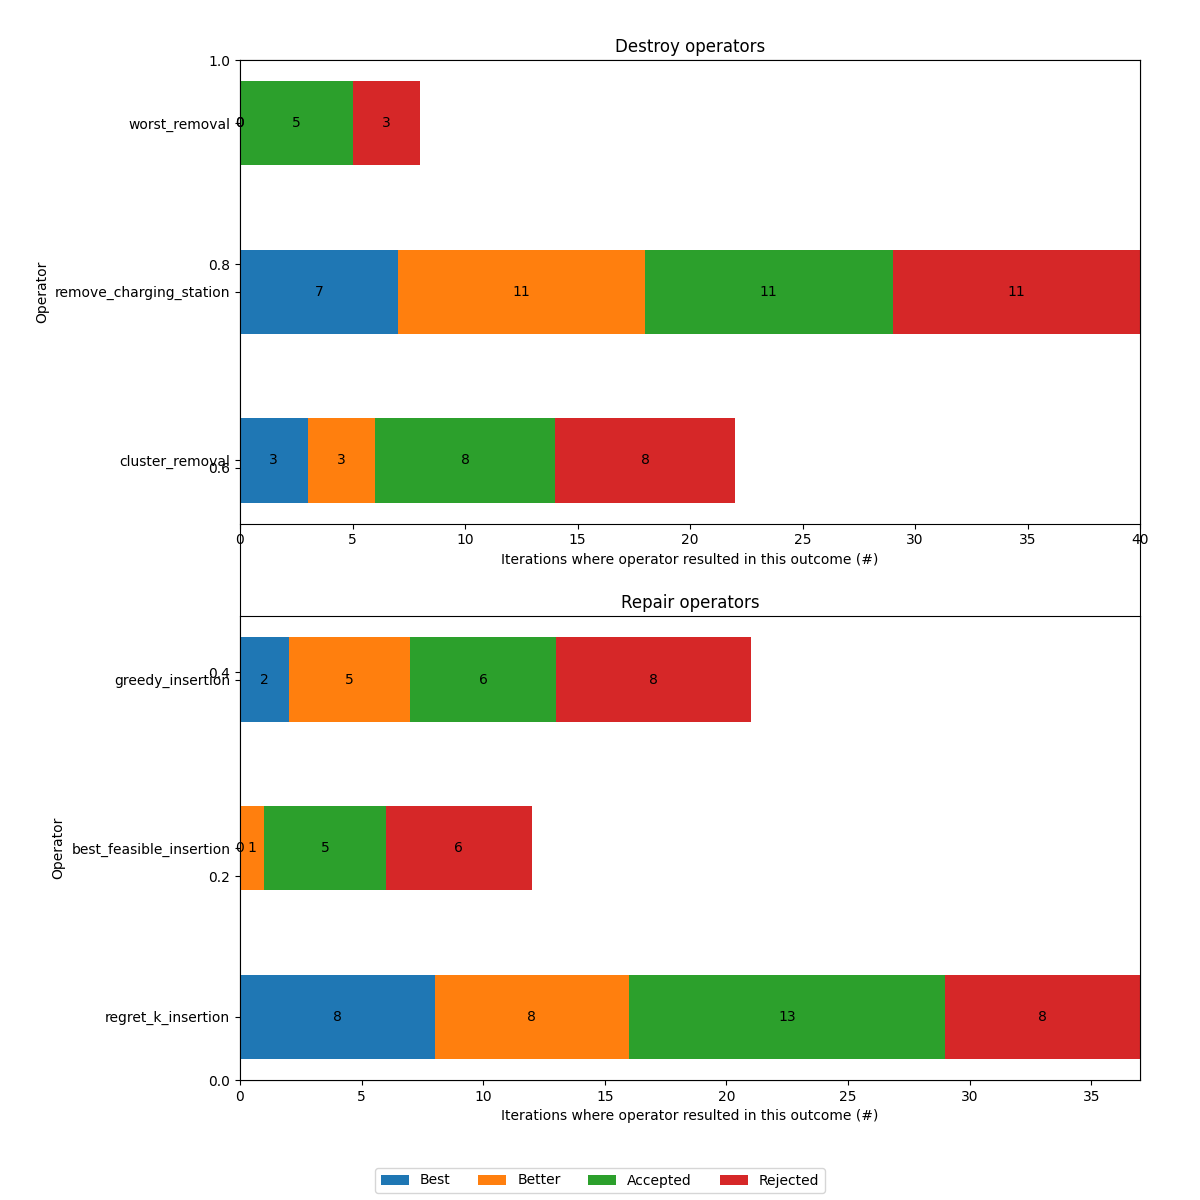 Destroy operators
1.0
worst_removal 0 0 5 3
0.8
Operator
remove_charging_station 7 11 11 11
cluster_removal 3 3 8 8
0.6
0 5 10 15 20 25 30 35 40
Iterations where operator resulted in this outcome (#)
Repair operators
0.4
greedy_insertion 2 5 6 8
Operator
best_feasible_insertion 0 1 5 6
0.2
regret_k_insertion 8 8 13 8
0.0
0 5 10 15 20 25 30 35
Iterations where operator resulted in this outcome (#)
Best Better Accepted Rejected